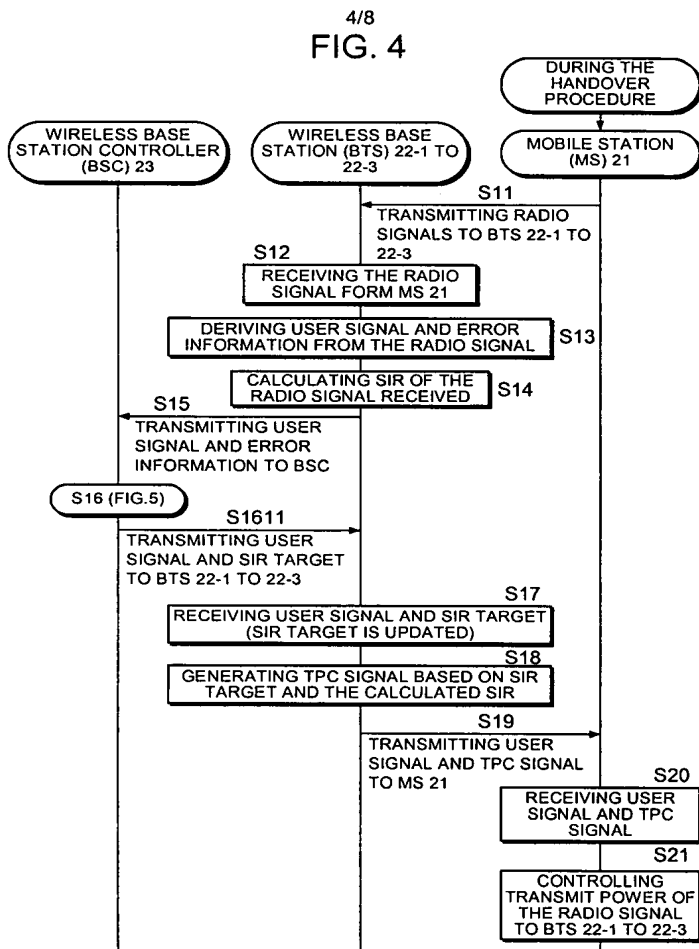 4/8
FIG. 4
DURING THE
HANDOVER
PROCEDURE
WIRELESS BASE
STATION CONTROLLER
(BSC) 23
WIRELESS BASE
STATION (BTS) 22-1 TO
22-3
MOBILE STATION
(MS) 21
S11
TRANSMITTING RADIO
SIGNALS TO BTS 22-1 TO
22-3
S12
RECEIVING THE RADIO
SIGNAL FORM MS 21
DERIVING USER SIGNAL AND ERROR
INFORMATION FROM THE RADIO SIGNAL
S13
CALCULATING SIR OF THE
RADIO SIGNAL RECEIVED
S14
S15
TRANSMITTING USER
SIGNAL AND ERROR
INFORMATION TO BSC
S16 (FIG.5)
S1611
TRANSMITTING USER
SIGNAL AND SIR TARGET
TO BTS 22-1 TO 22-3
S17
RECEIVING USER SIGNAL AND SIR TARGET
(SIR TARGET IS UPDATED)
S18
GENERATING TPC SIGNAL BASED ON SIR
TARGET AND THE CALCULATED SIR
S19
TRANSMITTING USER
SIGNAL AND TPC SIGNAL
TO MS 21
S20
RECEIVING USER
SIGNAL AND TPC
SIGNAL
S21
CONTROLLING
TRANSMIT POWER OF
THE RADIO SIGNAL
TO BTS 22-1 TO 22-3